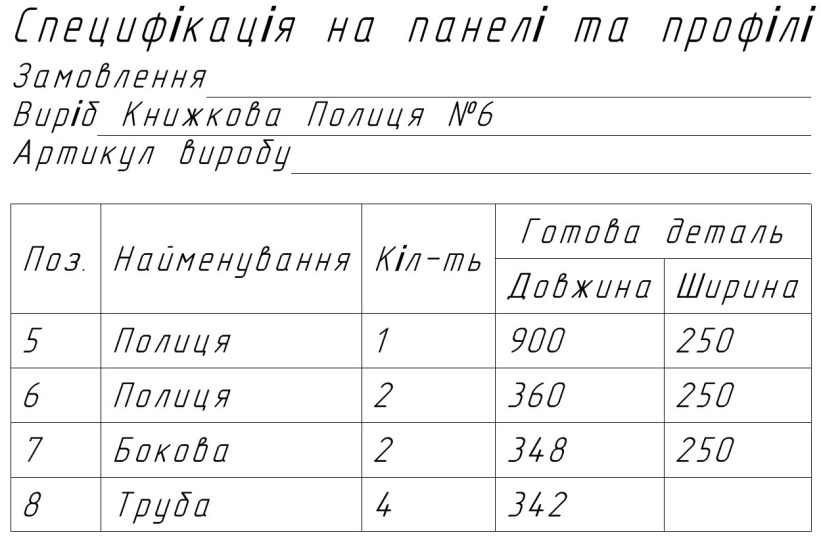 Специфікація на панелі та профілі
Замовлення
Виріб Книжкова Полиця №6
Артикул виробу
Поз. Найменування Кіл-ть Готова деталь
Довжина Ширина
5 Полиця 1 900 250
6 Полиця 2 360 250
7 Бокова 2 348 250
8 Труба 4 342